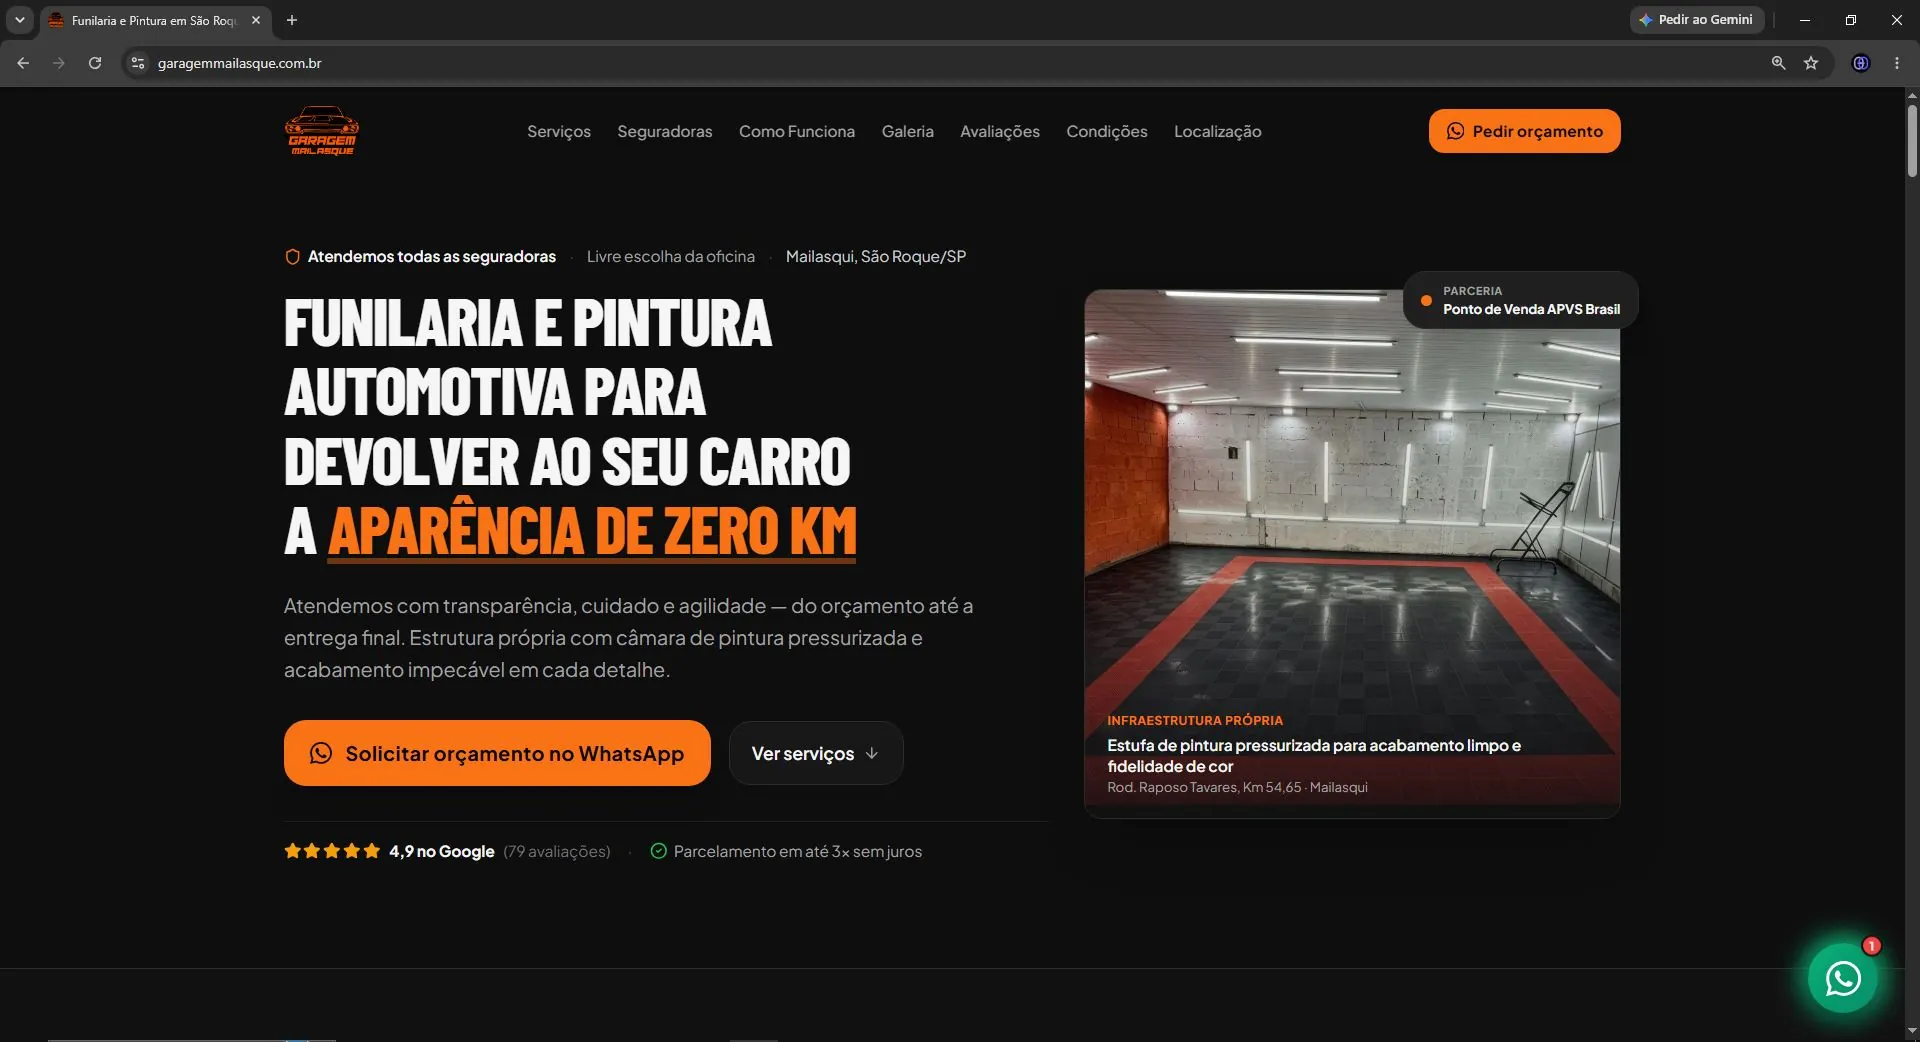 Funilaria e Pintura em São Roq
Pedir ao Gemini
garagemmailasque.com.br
GARAGEM
MAILASQUE
Serviços
Seguradoras
Como Funciona
Galeria
Avaliações
Condições
Localização
Pedir orçamento
Atendemos todas as seguradoras · Livre escolha da oficina · Mailasqui, São Roque/SP
FUNILARIA E PINTURA
AUTOMOTIVA PARA
DEVOLVER AO SEU CARRO
A APARÊNCIA DE ZERO KM
Atendemos com transparência, cuidado e agilidade — do orçamento até a
entrega final. Estrutura própria com câmara de pintura pressurizada e
acabamento impecável em cada detalhe.
Solicitar orçamento no WhatsApp
Ver serviços ↓
4,9 no Google (79 avaliações) · Parcelamento em até 3x sem juros
PARCERIA
Ponto de Venda APVS Brasil
INFRAESTRUTURA PRÓPRIA
Estufa de pintura pressurizada para acabamento limpo e
fidelidade de cor
Rod. Raposo Tavares, Km 54,65 · Mailasqui
1